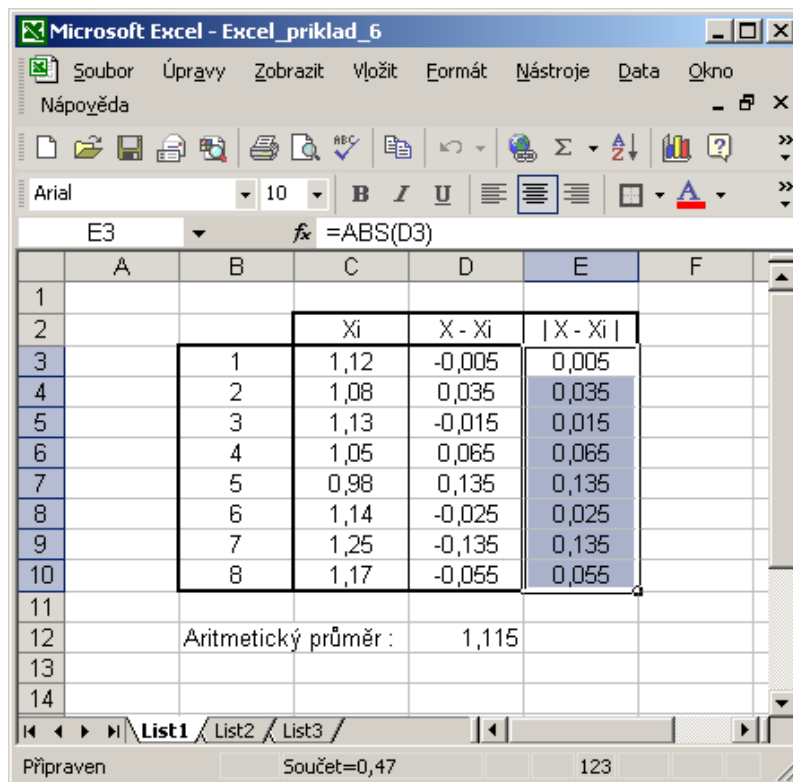 Microsoft Excel - Excel_priklad_6
Soubor Úpravy Zobrazit Vložit Formát Nástroje Data Okno
Nápověda
ABC Σ A Z ?
Arial 10 B I U A
E3 fx =ABS(D3)
A B C D E F
1
2 Xi X - Xi | X - Xi |
3 1 1,12 -0,005 0,005
4 2 1,08 0,035 0,035
5 3 1,13 -0,015 0,015
6 4 1,05 0,065 0,065
7 5 0,98 0,135 0,135
8 6 1,14 -0,025 0,025
9 7 1,25 -0,135 0,135
10 8 1,17 -0,055 0,055
11
12 Aritmetický průměr : 1,115
13
14
List1 List2 List3
Připraven Součet=0,47 123